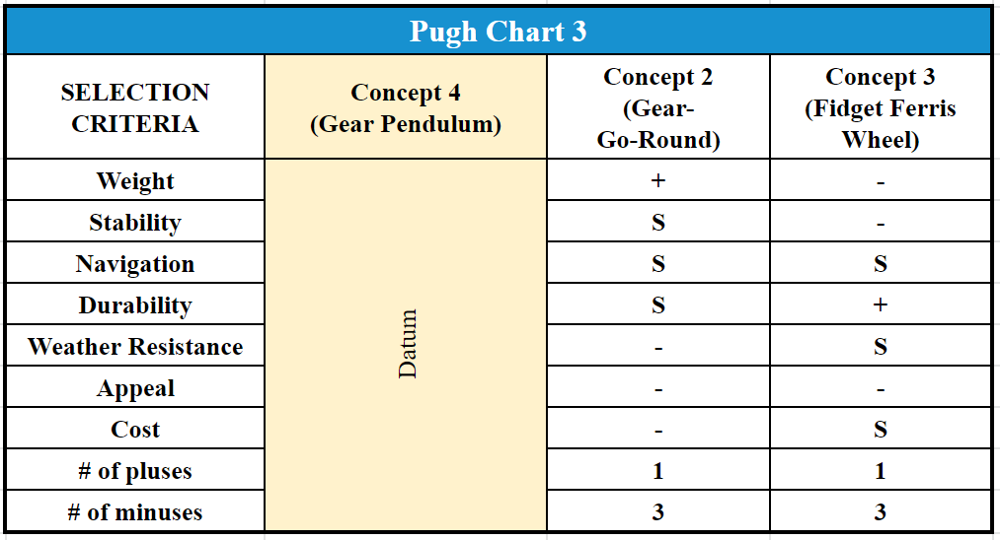 Pugh Chart 3
SELECTION
CRITERIA
Concept 4
(Gear Pendulum)
Concept 2
(Gear-
Go-Round)
Concept 3
(Fidget Ferris
Wheel)
Weight + -
Stability S -
Navigation S S
Durability S +
Datum
Weather Resistance - S
Appeal - -
Cost - S
# of pluses 1 1
# of minuses 3 3